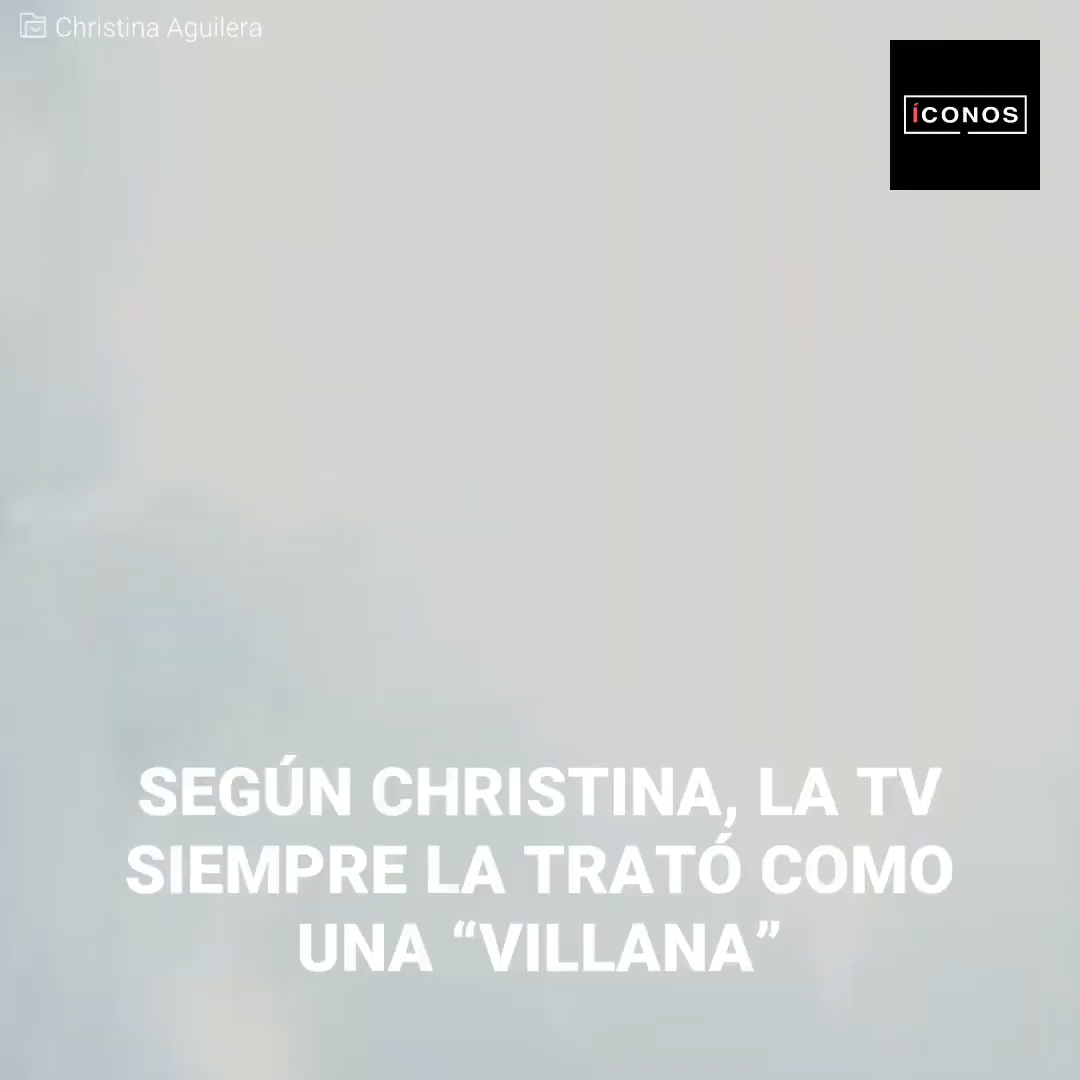 Christina Aguilera
ÍCONOS
SEGÚN CHRISTINA, LA TV
SIEMPRE LA TRATÓ COMO
UNA “VILLANA”